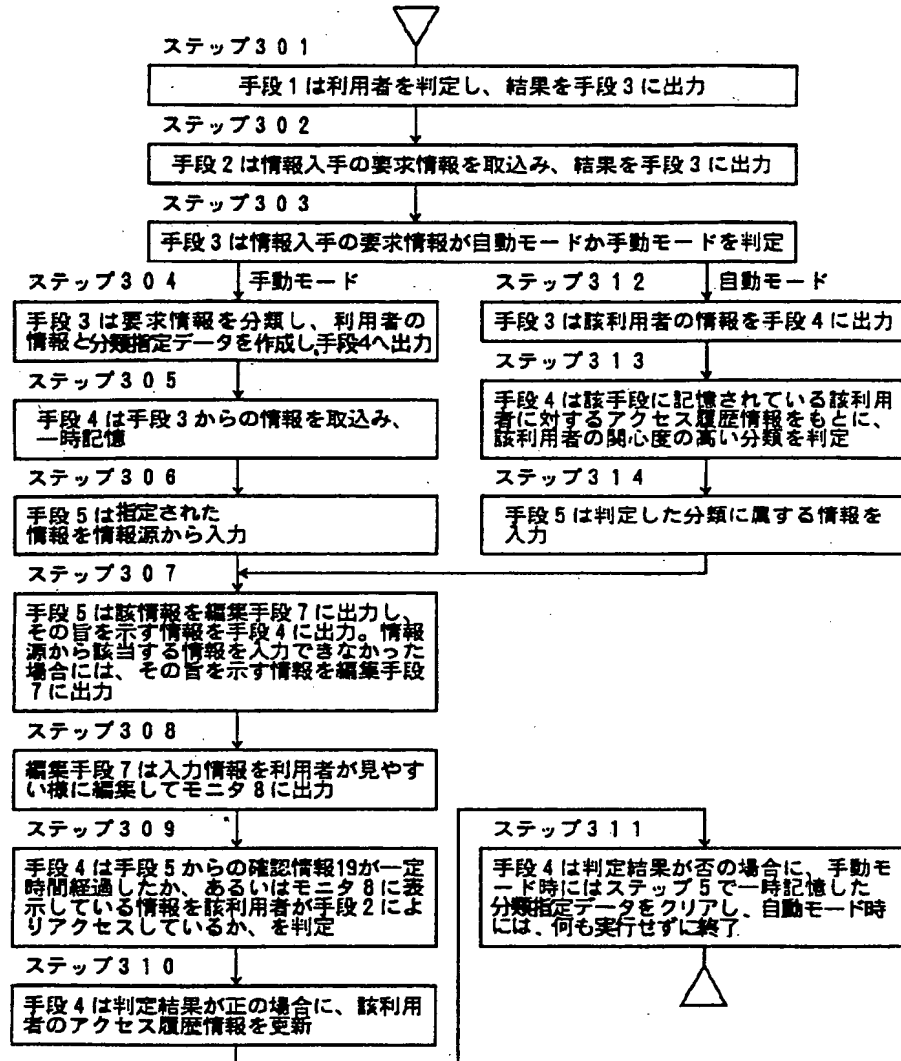 ステップ301
手段1は利用者を判定し、結果を手段3に出力
ステップ302
手段2は情報入手の要求情報を取込み、結果を手段3に出力
ステップ303
手段3は情報入手の要求情報が自動モードか手動モードを判定
ステップ304
手動モード
手段3は要求情報を分類し、利用者の
情報と分類指定データを作成し手段4へ出力
ステップ305
手段4は手段3からの情報を取込み、
一時記憶
ステップ306
手段5は指定された
情報を情報源から入力
ステップ312
自動モード
手段3は該利用者の情報を手段4に出力
ステップ313
手段4は該手段に記憶されている該利用
者に対するアクセス履歴情報をもとに、
該利用者の関心度の高い分類を判定
ステップ314
手段5は判定した分類に属する情報を
入力
ステップ307
手段5は該情報を編集手段7に出力し、
その旨を示す情報を手段4に出力。情報
源から該当する情報を入力できなかった
場合には、その旨を示す情報を編集手段
7に出力
ステップ308
編集手段7は入力情報を利用者が見やす
い様に編集してモニタ8に出力
ステップ309
手段4は手段5からの確認情報19が一定
時間経過したか、あるいはモニタ8に表
示している情報を該利用者が手段2によ
りアクセスしているか、を判定
ステップ310
手段4は判定結果が正の場合に、該利用
者のアクセス履歴情報を更新
ステップ311
手段4は判定結果が否の場合に、手動モ
ード時にはステップ5で一時記憶した
分類指定データをクリアし、自動モード時
には、何も実行せずに終了